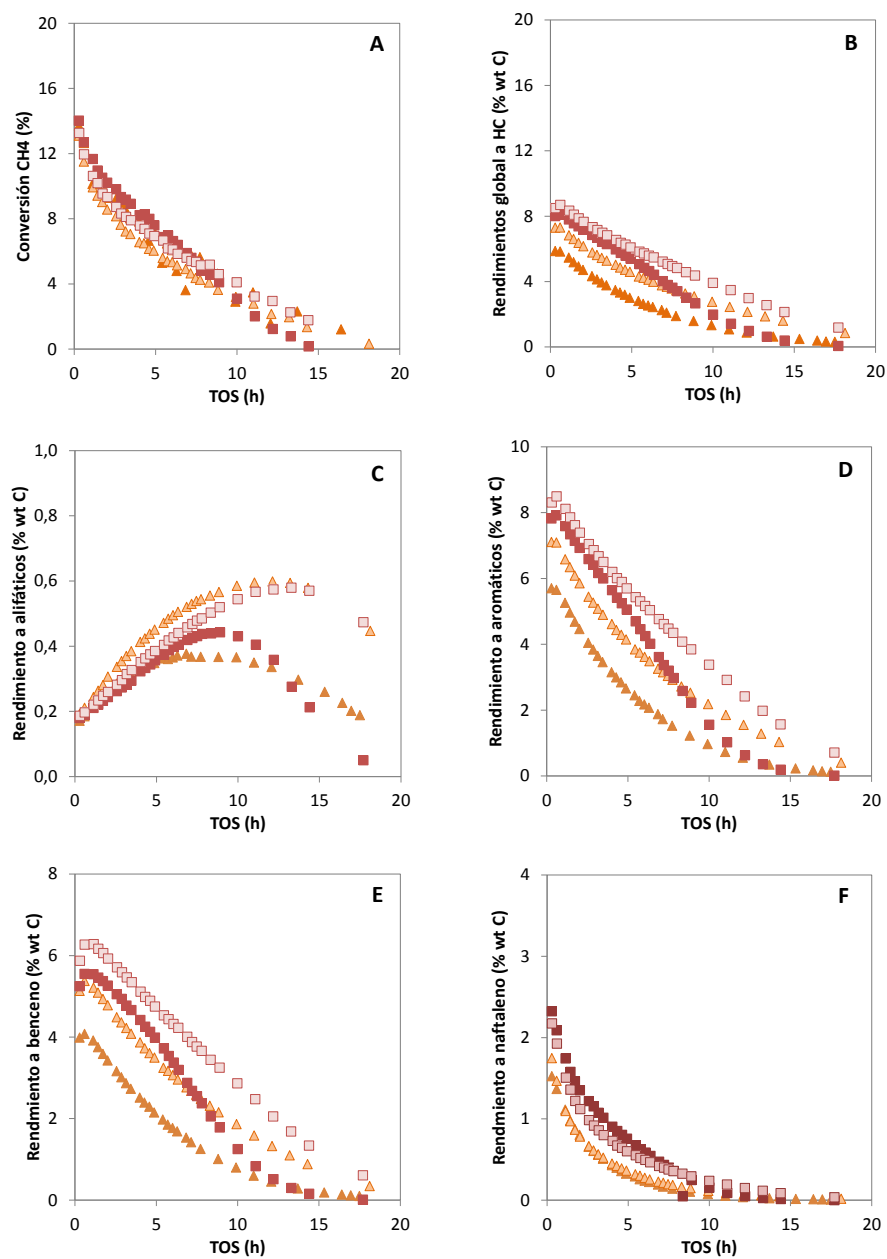 A
Conversión CH4 (%)
20
16
12
8
4
0
0 5 10 15 20
TOS (h)
B
Rendimientos global a HC (% wt C)
20
16
12
8
4
0
0 5 10 15 20
TOS (h)
C
Rendimiento a alifáticos (% wt C)
1,0
0,8
0,6
0,4
0,2
0,0
0 5 10 15 20
TOS (h)
D
Rendimiento a aromáticos (% wt C)
10
8
6
4
2
0
0 5 10 15 20
TOS (h)
E
Rendimiento a benceno (% wt C)
8
6
4
2
0
0 5 10 15 20
TOS (h)
F
Rendimiento a naftaleno (% wt C)
4
3
2
1
0
0 5 10 15 20
TOS (h)